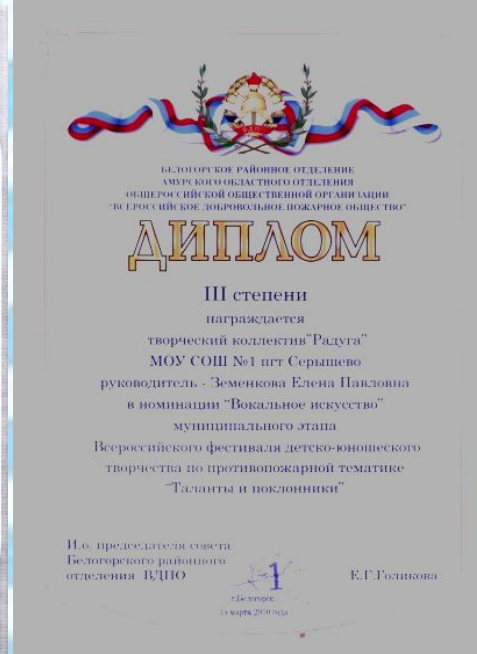 БЕЛОГОРСКОЕ РАЙОННОЕ ОТДЕЛЕНИЕ
АМУРСКОГО ОБЛАСТНОГО ОТДЕЛЕНИЯ
ОБЩЕРОССИЙСКОЙ ОБЩЕСТВЕННОЙ ОРГАНИЗАЦИИ
"ВСЕРОССИЙСКОЕ ДОБРОВОЛЬНОЕ ПОЖАРНОЕ ОБЩЕСТВО"
ДИПЛОМ
III степени
награждается
творческий коллектив"Радуга"
МОУ СОШ №1 пгт Серышево
руководитель - Земенкова Елена Павловна
в номинации "Вокальное искусство"
муниципального этапа
Всероссийского фестиваля детско-юношеского
творчества по противопожарной тематике
"Таланты и поклонники"
И.о. председателя совета
Белогорского районного
отделения ВДПО
Е.Г.Голикова
г.Белогорск
марта года